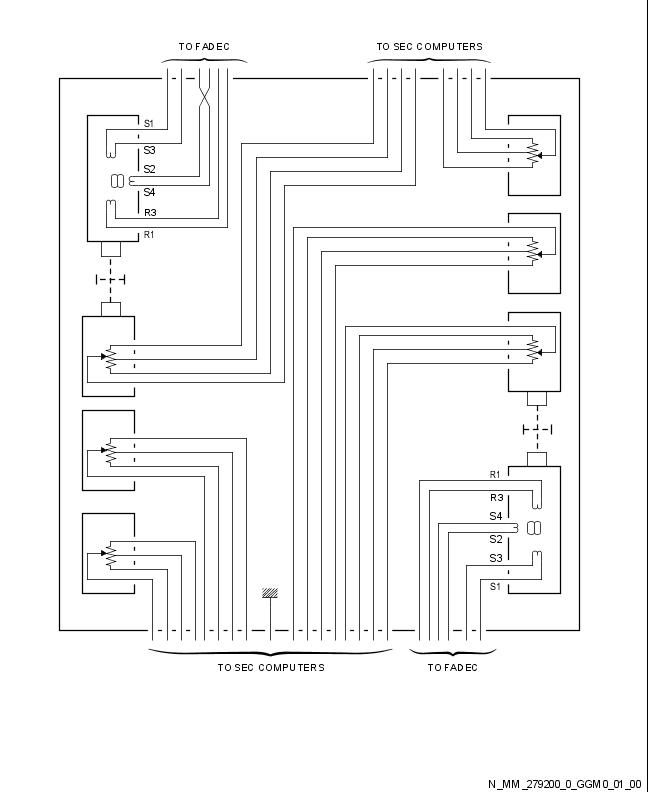 TO FADEC
TO SEC COMPUTERS
S1
S3
S2
S4
R3
R1
R1
R3
S4
S2
S3
S1
TO SEC COMPUTERS
TO FADEC
N_MM_279200_0_GGM0_01_00